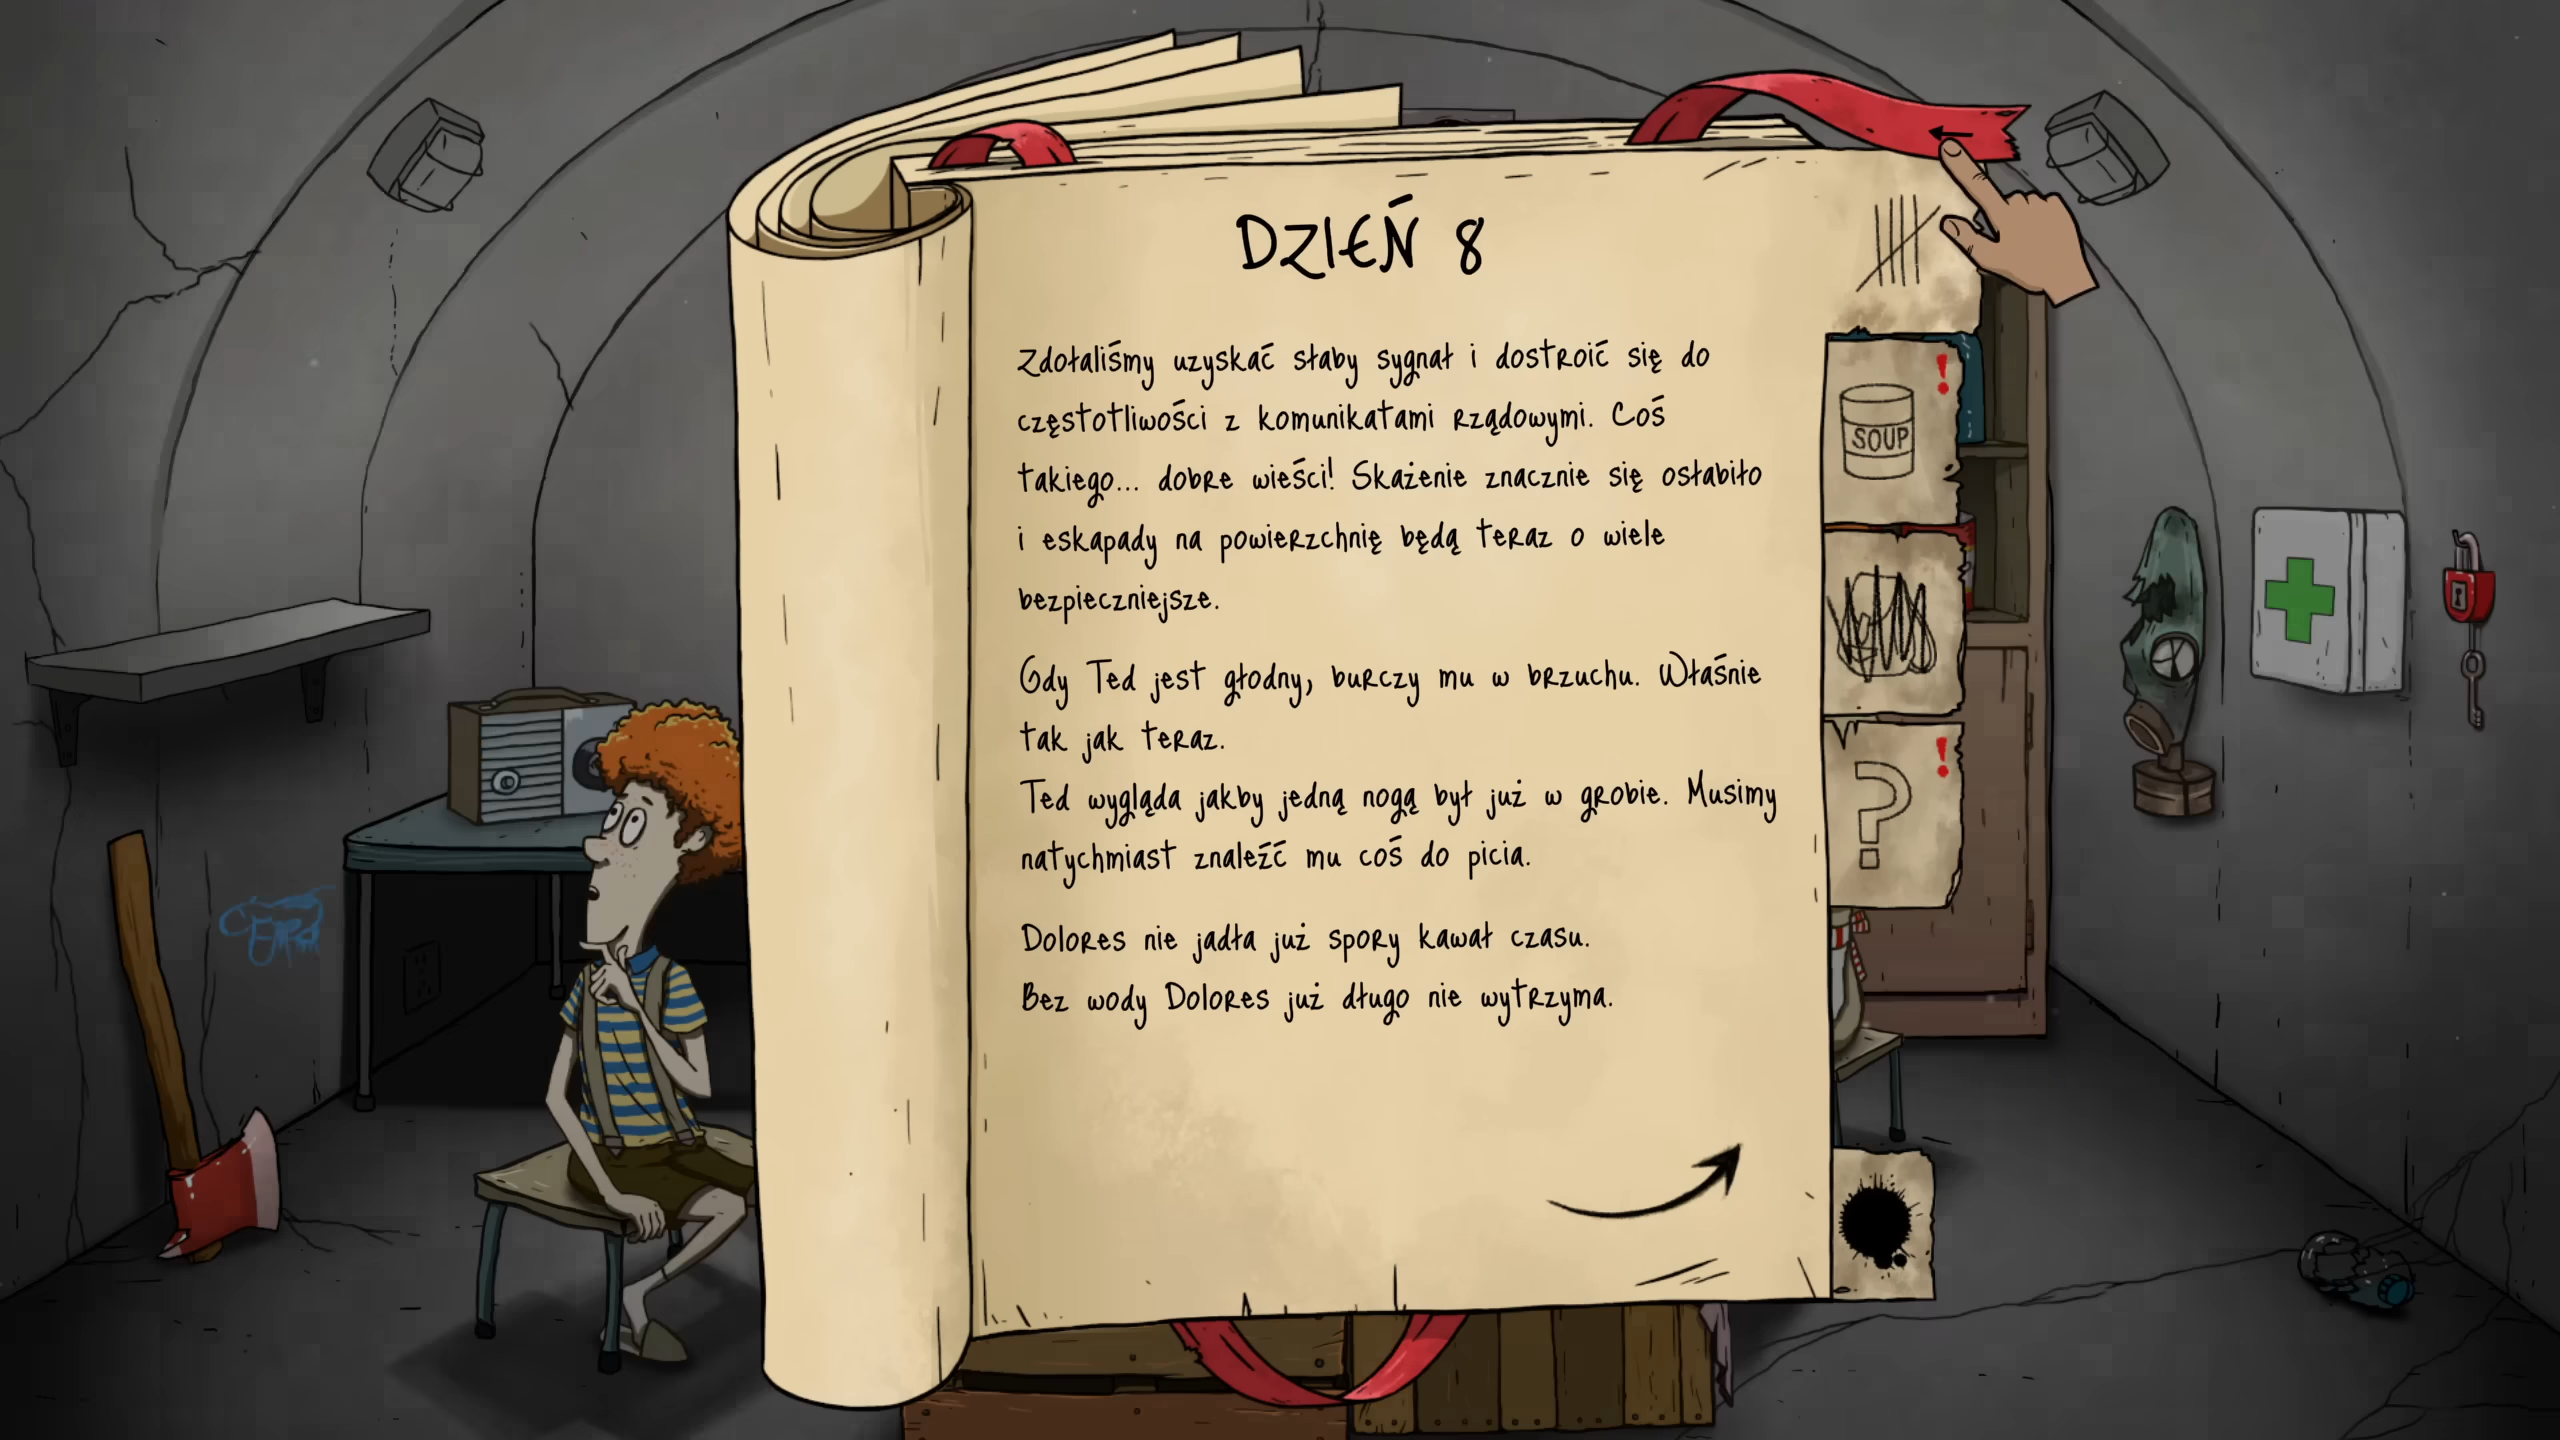 DZIEŃ 8
Zdołaliśmy uzyskać słaby sygnał i dostroić się do
częstotliwości z komunikatami rządowymi. Coś
takiego... dobre wieści! Skażenie znacznie się osłabiło
i eskapady na powierzchnię będą teraz o wiele
bezpieczniejsze.
Gdy Ted jest głodny, burczy mu w brzuchu. Właśnie
tak jak teraz.
Ted wygląda jakby jedną nogą był już w grobie. Musimy
natychmiast znaleźć mu coś do picia.
Dolores nie jadła już spory kawał czasu.
Bez wody Dolores już długo nie wytrzyma.
!
SOUP
!
?